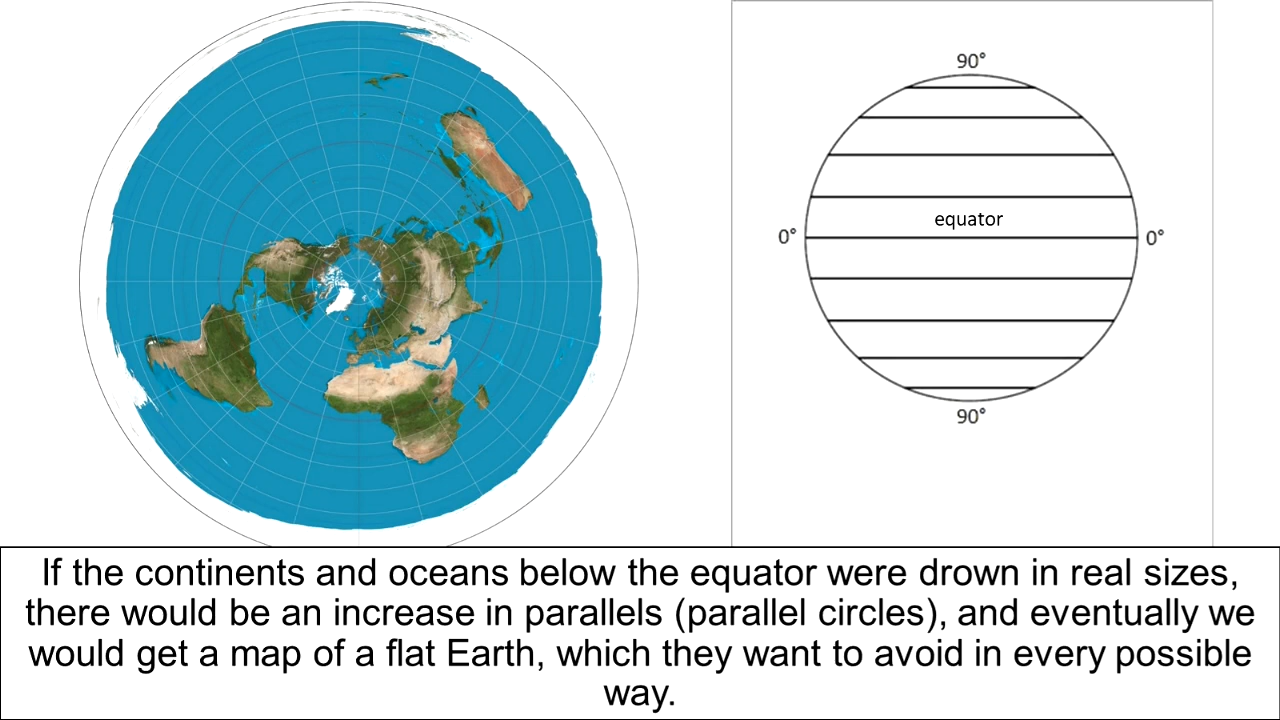 90°
equator
0°
0°
90°
If the continents and oceans below the equator were drown in real sizes,
there would be an increase in parallels (parallel circles), and eventually we
would get a map of a flat Earth, which they want to avoid in every possible
way.